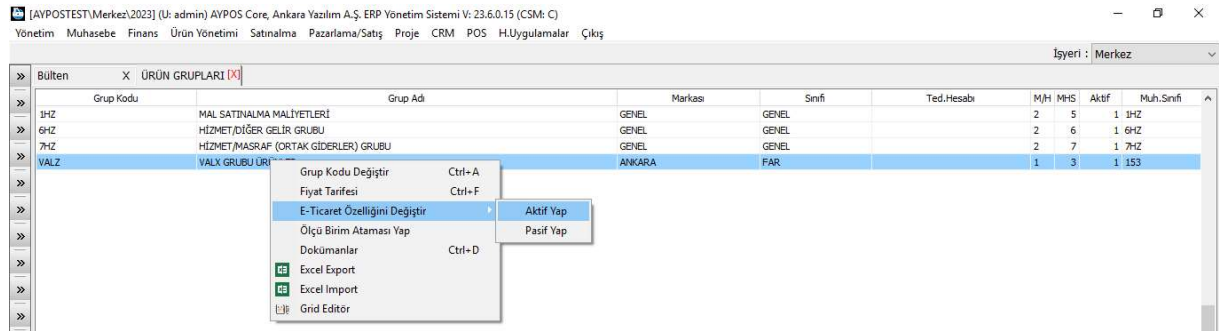 [AYPOSTEST\Merkez\2023] (U: admin) AYPOS Core, Ankara Yazılım A.Ş. ERP Yönetim Sistemi V: 23.6.0.15 (CSM: C)
Yönetim Muhasebe Finans Ürün Yönetimi Satınalma Pazarlama/Satış Proje CRM POS H.Uygulamalar Çıkış
İşyeri : Merkez
» Bülten X ÜRÜN GRUPLARI [X]
Grup Kodu Grup Adı Markası Sınıfı Ted.Hesabı M/H MHS Aktif Muh.Sınıfı
1HZ MAL SATINALMA MALİYETLERİ GENEL GENEL 2 5 1 1HZ
6HZ HİZMET/DİĞER GELİR GRUBU GENEL GENEL 2 6 1 6HZ
7HZ HİZMET/MASRAF (ORTAK GİDERLER) GRUBU GENEL GENEL 2 7 1 7HZ
VALZ VALX GRUBU ANKARA FAR 1 3 1 153
Grup Kodu Değiştir Ctrl+A
Fiyat Tarifesi Ctrl+F
E-Ticaret Özelliğini Değiştir Aktif Yap
Ölçü Birim Ataması Yap Pasif Yap
Dokümanlar Ctrl+D
Excel Export
Excel Import
Grid Editör